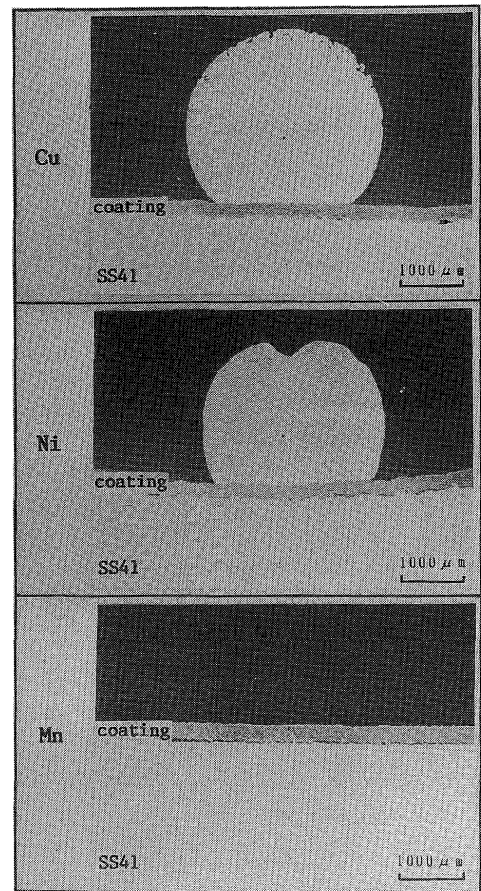 Cu
coating
SS41
1000 μm
Ni
coating
SS41
1000 μm
Mn
coating
SS41
1000 μm